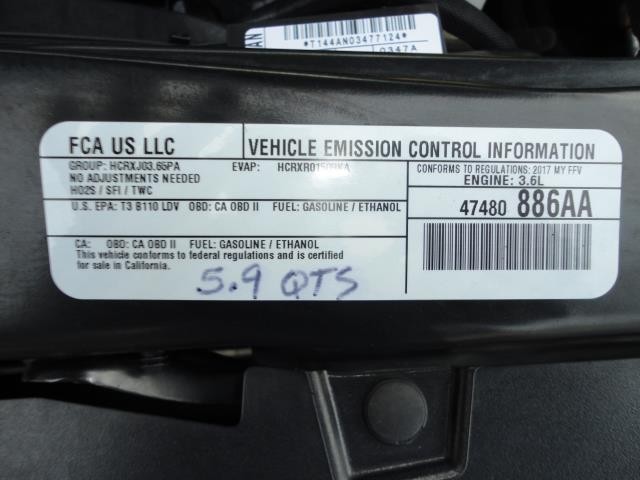 *T144AN03477124*
0347A
FCA US LLC
VEHICLE EMISSION CONTROL INFORMATION
GROUP: HCRXJ03.65PA EVAP:
NO ADJUSTMENTS NEEDED
HO2S / SFI / TWC
CONFORMS TO REGULATIONS: 2017 MY FFV
ENGINE: 3.6L
U.S. EPA: T3 B110 LDV OBD: CA OBD II FUEL: GASOLINE / ETHANOL
47480 886AA
CA: OBD: CA OBD II FUEL: GASOLINE / ETHANOL
This vehicle conforms to federal regulations and is certified
for sale in California.
5.9 QTS